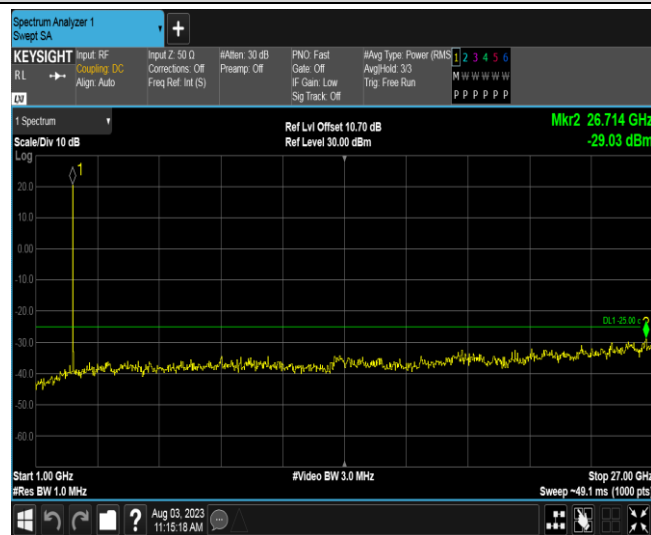 Spectrum Analyzer 1
Swept SA
+
KEYSIGHT Input: RF
RL Coupling: DC
Align: Auto
LXI
Input Z: 50 Ω
Corrections: Off
Freq Ref: Int (S)
#Atten: 30 dB
Preamp: Off
PNO: Fast
Gate: Off
IF Gain: Low
Sig Track: Off
#Avg Type: Power (RMS
Avg|Hold: 3/3
Trig: Free Run
1 2 3 4 5 6
M W W W W W
P P P P P P
1 Spectrum
Scale/Div 10 dB
Ref Lvl Offset 10.70 dB
Ref Level 30.00 dBm
Mkr2 26.714 GHz
-29.03 dBm
Log
1
20.0
10.0
0.00
-10.0
-20.0
DL1 -25.00
-30.0
-40.0
-50.0
-60.0
Start 1.00 GHz
#Res BW 1.0 MHz
#Video BW 3.0 MHz
Stop 27.00 GHz
Sweep ~49.1 ms (1000 pts)
?
Aug 03, 2023
11:15:18 AM